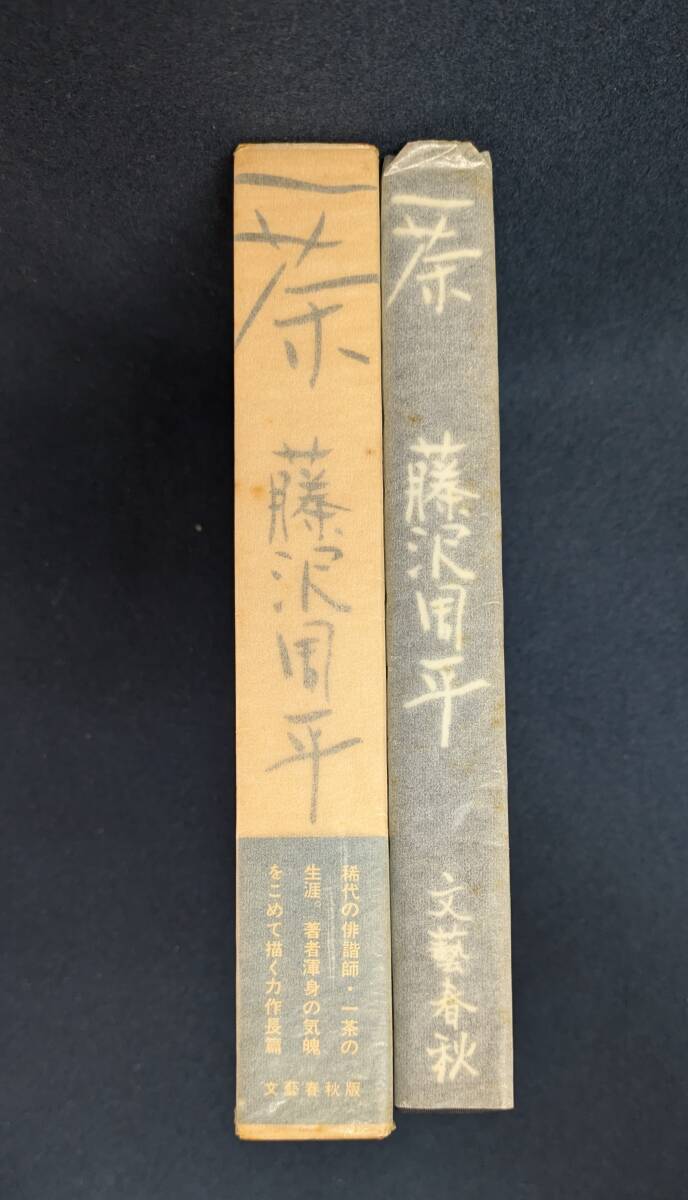 一茶
藤沢周平
稀代の俳諧師・一茶の
生涯。著者渾身の気魄
をこめて描く力作長篇
文藝春秋版
一茶
藤沢周平
文藝春秋